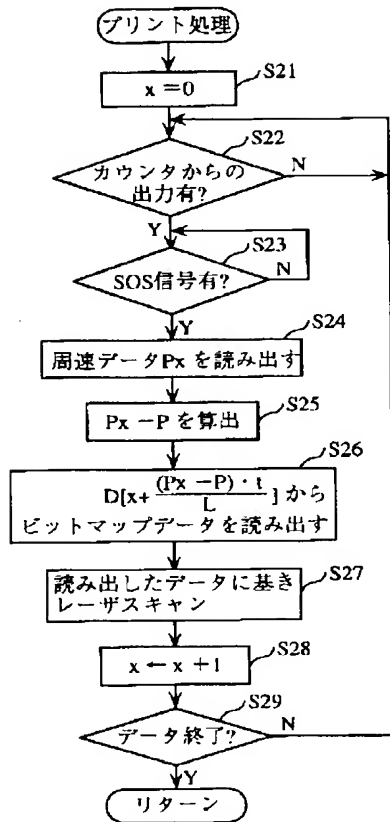 プリント処理
S21
x=0
S22
カウンタからの
出力有?
N
Y
S23
SOS信号有?
N
Y
S24
周速データPxを読み出す
S25
Px-Pを算出
S26
D[x+(Px-P)·t/L]から
ビットマップデータを読み出す
S27
読み出したデータに基き
レーザスキャン
S28
x←x+1
S29
データ終了?
N
Y
リターン